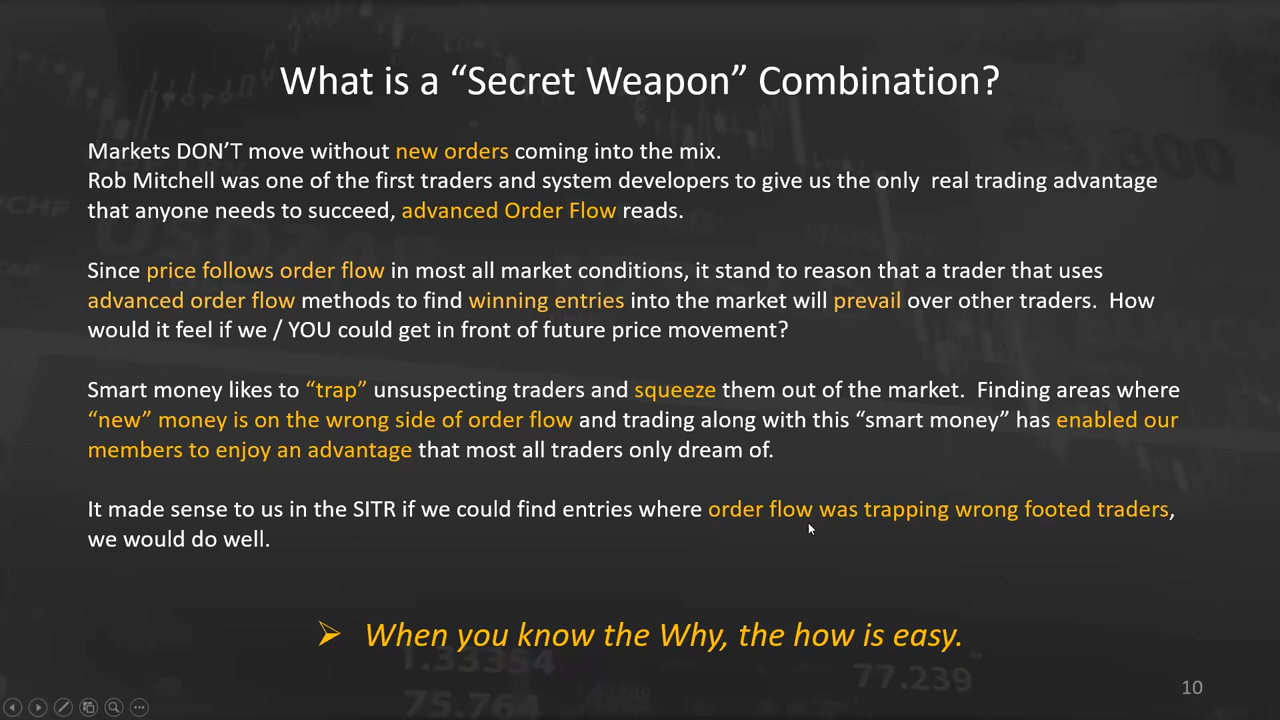 What is a “Secret Weapon” Combination?
Markets DON’T move without new orders coming into the mix.
Rob Mitchell was one of the first traders and system developers to give us the only  real trading advantage
that anyone needs to succeed, advanced Order Flow reads.
Since price follows order flow in most all market conditions, it stand to reason that a trader that uses
advanced order flow methods to find winning entries into the market will prevail over other traders.  How
would it feel if we / YOU could get in front of future price movement?
Smart money likes to “trap” unsuspecting traders and squeeze them out of the market.  Finding areas where
“new” money is on the wrong side of order flow and trading along with this “smart money” has enabled our
members to enjoy an advantage that most all traders only dream of.
It made sense to us in the SITR if we could find entries where order flow was trapping wrong footed traders,
we would do well.
➢ When you know the Why, the how is easy.
1.33354
77.239
75.764
10